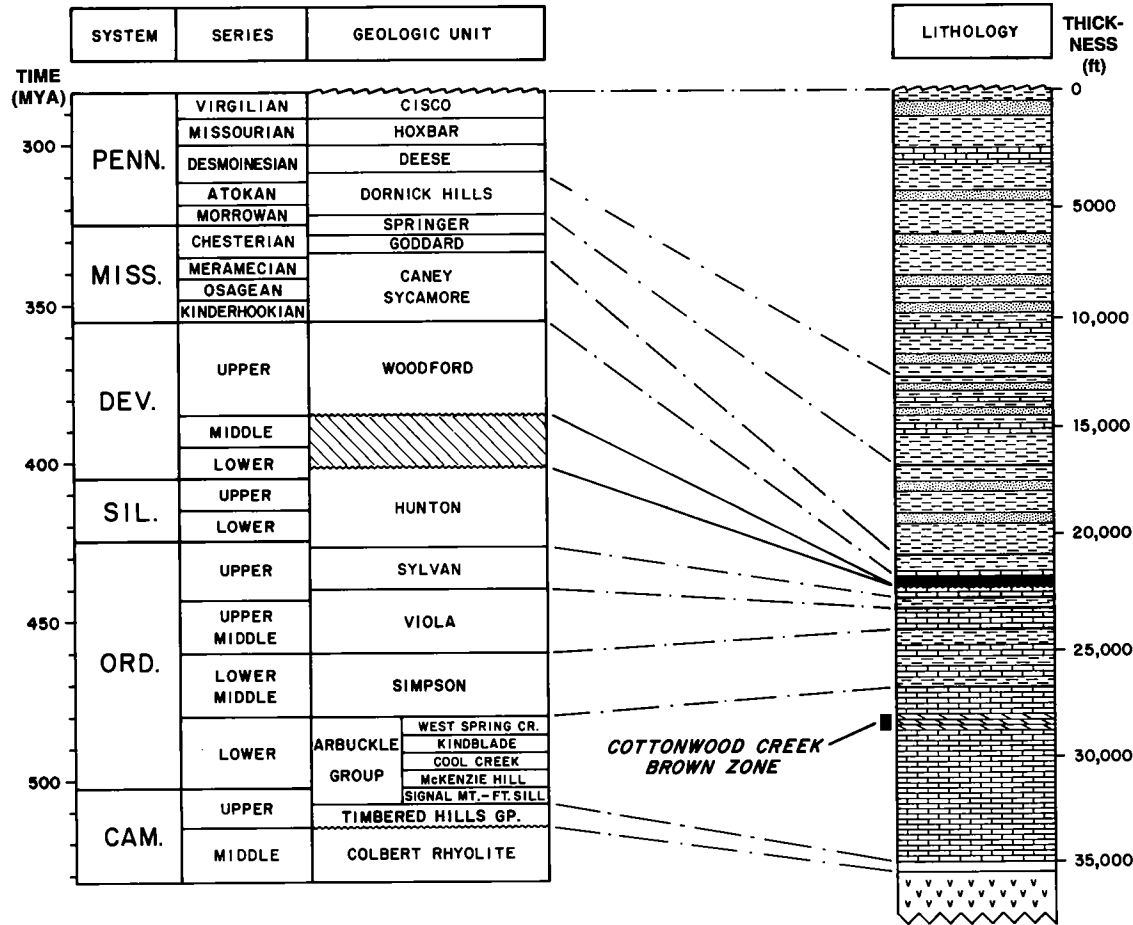 SYSTEM SERIES GEOLOGIC UNIT LITHOLOGY THICK-
NESS
(ft)
TIME
(MYA)
0
VIRGILIAN CISCO
MISSOURIAN HOXBAR
300
PENN.
DESMOINESIAN DEESE
ATOKAN DORNICK HILLS
MORROWAN
5000
SPRINGER
CHESTERIAN GODDARD
MISS.
MERAMECIAN CANEY
OSAGEAN SYCAMORE
KINDERHOOKIAN
350
10,000
UPPER WOODFORD
DEV.
MIDDLE
15,000
LOWER
400
UPPER
SIL.
HUNTON
LOWER
20,000
UPPER SYLVAN
450
UPPER
MIDDLE
VIOLA
25,000
ORD.
LOWER
MIDDLE
SIMPSON
WEST SPRING CR.
ARBUCKLE KINDBLADE
LOWER
COOL CREEK
GROUP McKENZIE HILL
SIGNAL MT.-FT. SILL
COTTONWOOD CREEK
BROWN ZONE
30,000
500
UPPER TIMBERED HILLS GP.
CAM.
MIDDLE COLBERT RHYOLITE
35,000